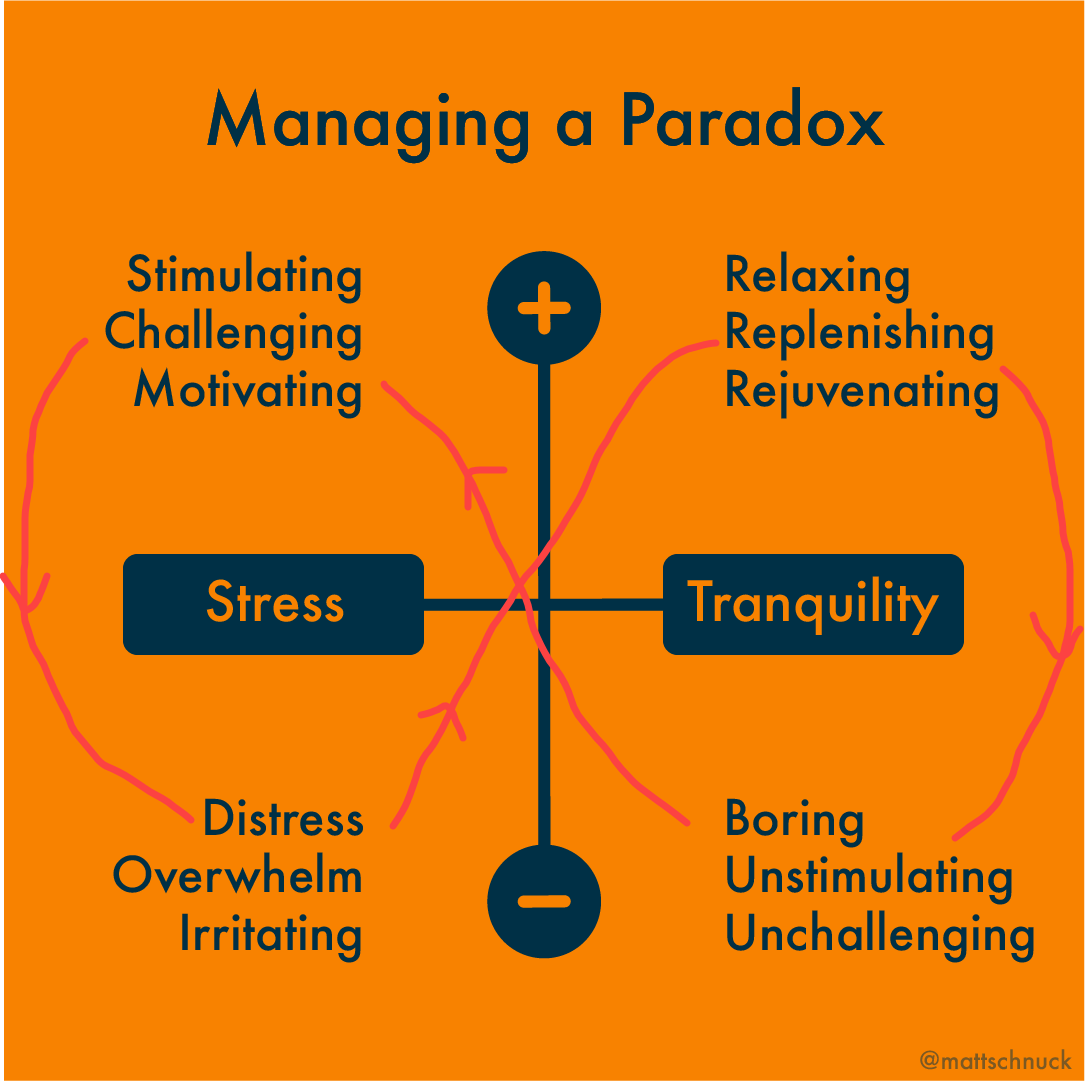 Managing a Paradox
Stimulating
Challenging
Motivating
+
Relaxing
Replenishing
Rejuvenating
Stress
Tranquility
Distress
Overwhelm
Irritating
−
Boring
Unstimulating
Unchallenging
@mattschnuck